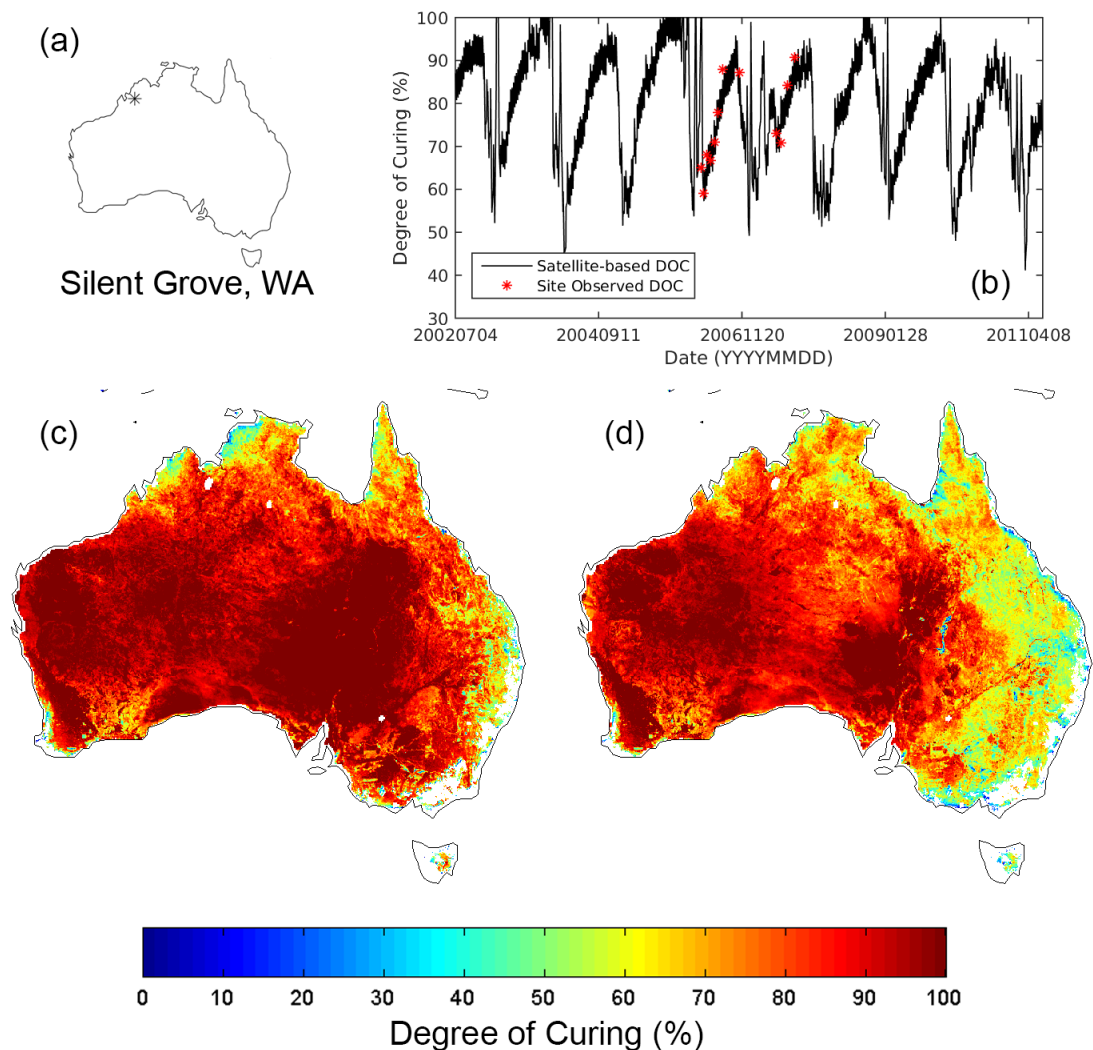 (a)
Silent Grove, WA
100
90
80
70
60
50
40
30
Degree of Curing (%)
Satellite-based DOC
Site Observed DOC
(b)
20020704 20040911 20061120 20090128 20110408
Date (YYYYMMDD)
(c)
(d)
0 10 20 30 40 50 60 70 80 90 100
Degree of Curing (%)